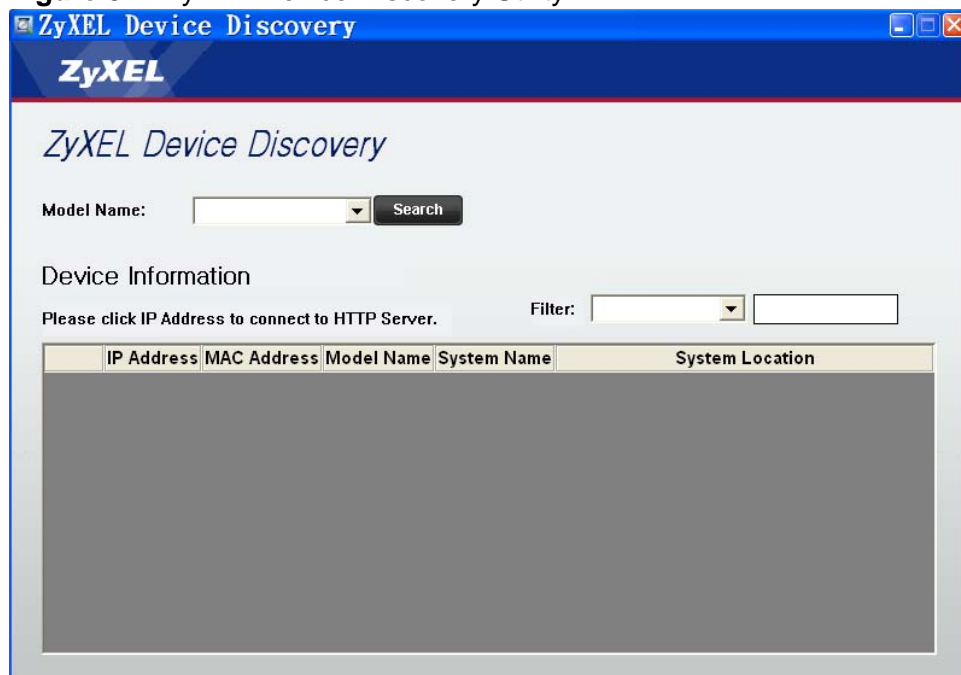 ZyXEL Device Discovery
ZyXEL
ZyXEL Device Discovery
Model Name: Search
Device Information
Please click IP Address to connect to HTTP Server. Filter:
IP Address MAC Address Model Name System Name System Location